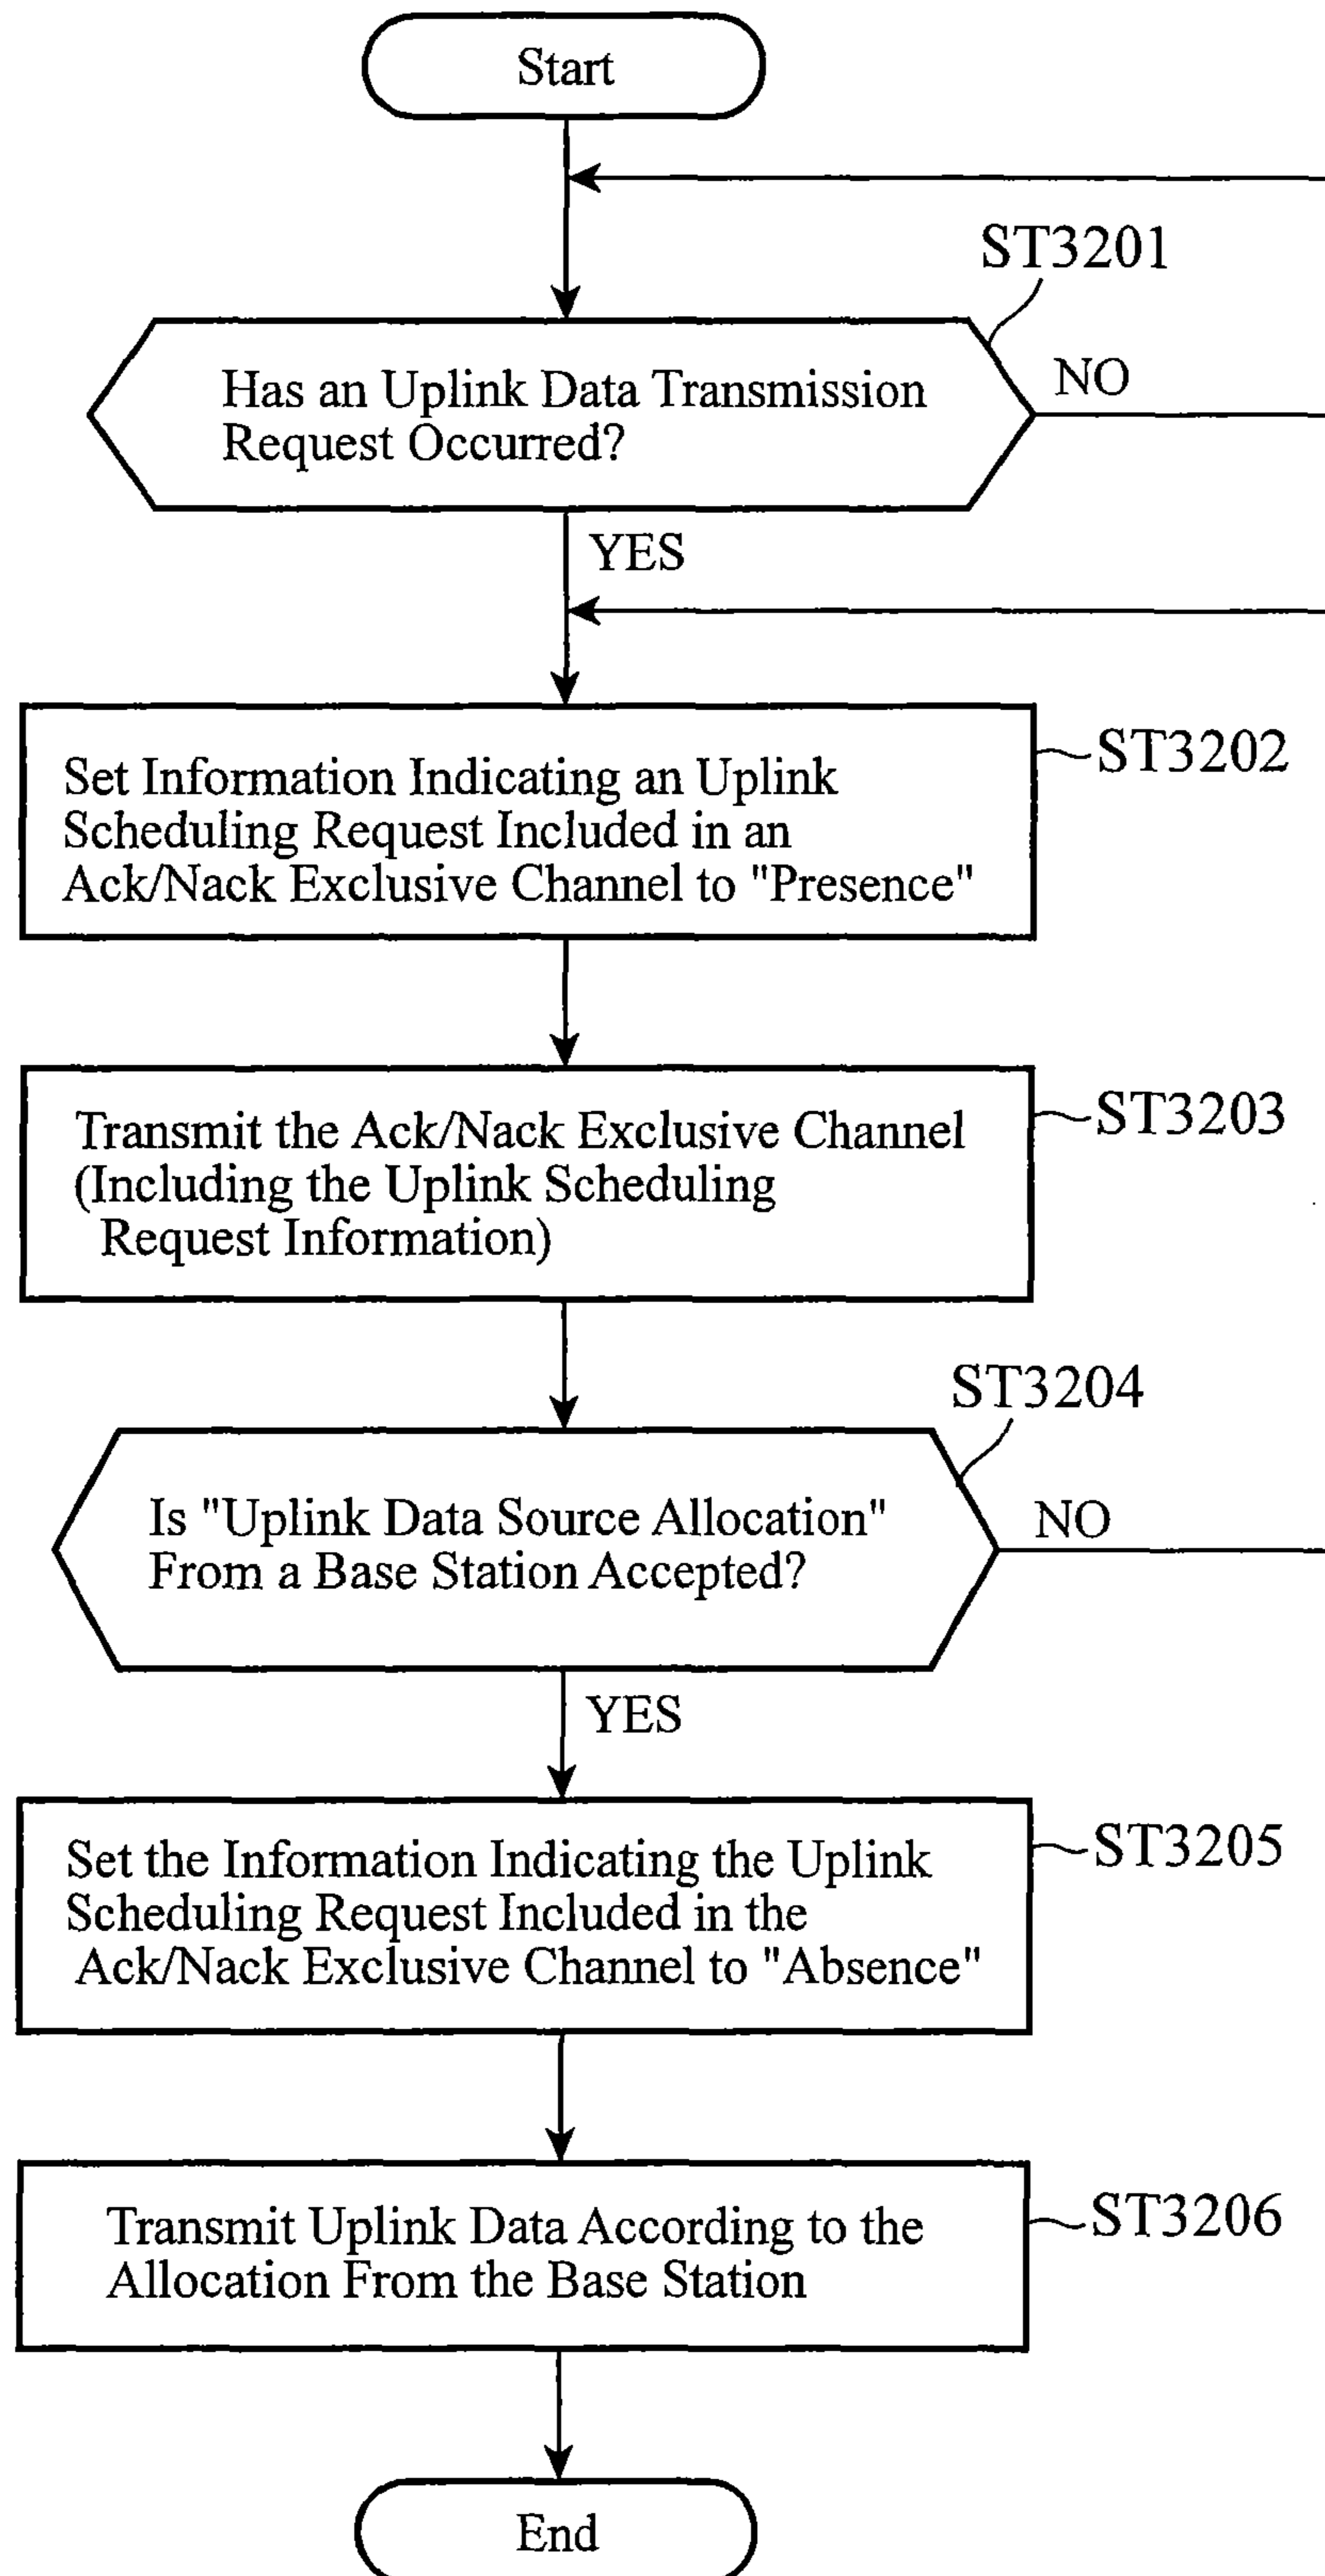 Start
ST3201
Has an Uplink Data Transmission
Request Occurred?
NO
YES
ST3202
Set Information Indicating an Uplink
Scheduling Request Included in an
Ack/Nack Exclusive Channel to "Presence"
ST3203
Transmit the Ack/Nack Exclusive Channel
(Including the Uplink Scheduling
Request Information)
ST3204
Is "Uplink Data Source Allocation"
From a Base Station Accepted?
NO
YES
ST3205
Set the Information Indicating the Uplink
Scheduling Request Included in the
Ack/Nack Exclusive Channel to "Absence"
ST3206
Transmit Uplink Data According to the
Allocation From the Base Station
End